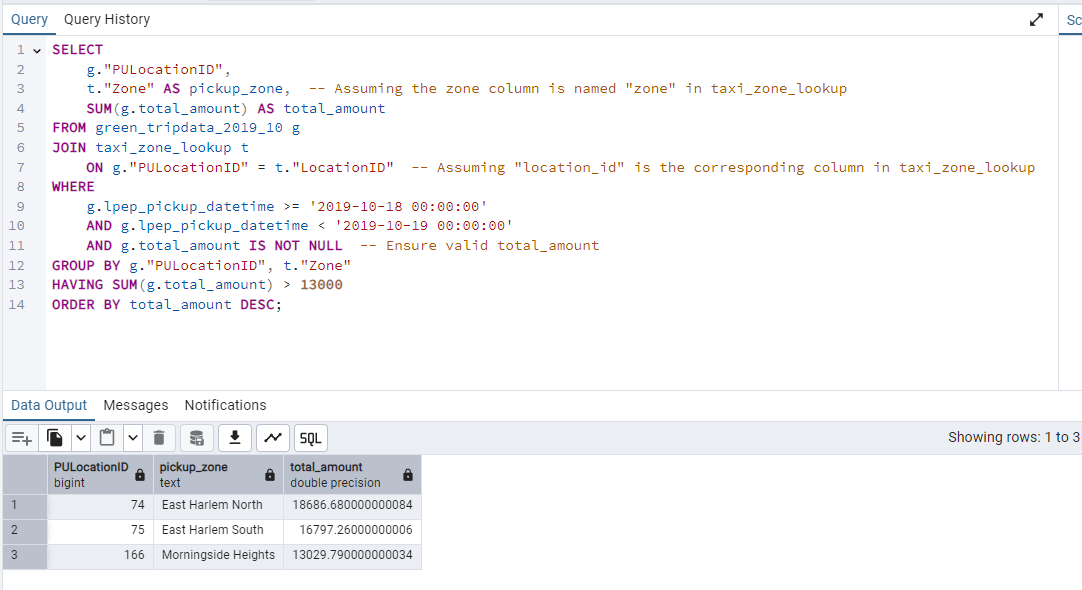 Query Query History
Sc
1 SELECT
2 g."PULocationID",
3 t."Zone" AS pickup_zone,  -- Assuming the zone column is named "zone" in taxi_zone_lookup
4 SUM(g.total_amount) AS total_amount
5 FROM green_tripdata_2019_10 g
6 JOIN taxi_zone_lookup t
7 ON g."PULocationID" = t."LocationID"  -- Assuming "location_id" is the corresponding column in taxi_zone_lookup
8 WHERE
9 g.lpep_pickup_datetime >= '2019-10-18 00:00:00'
10 AND g.lpep_pickup_datetime < '2019-10-19 00:00:00'
11 AND g.total_amount IS NOT NULL  -- Ensure valid total_amount
12 GROUP BY g."PULocationID", t."Zone"
13 HAVING SUM(g.total_amount) > 13000
14 ORDER BY total_amount DESC;
Data Output Messages Notifications
SQL
Showing rows: 1 to 3
PULocationID pickup_zone total_amount
bigint text double precision
1 74 East Harlem North 18686.680000000084
2 75 East Harlem South 16797.26000000006
3 166 Morningside Heights 13029.790000000034